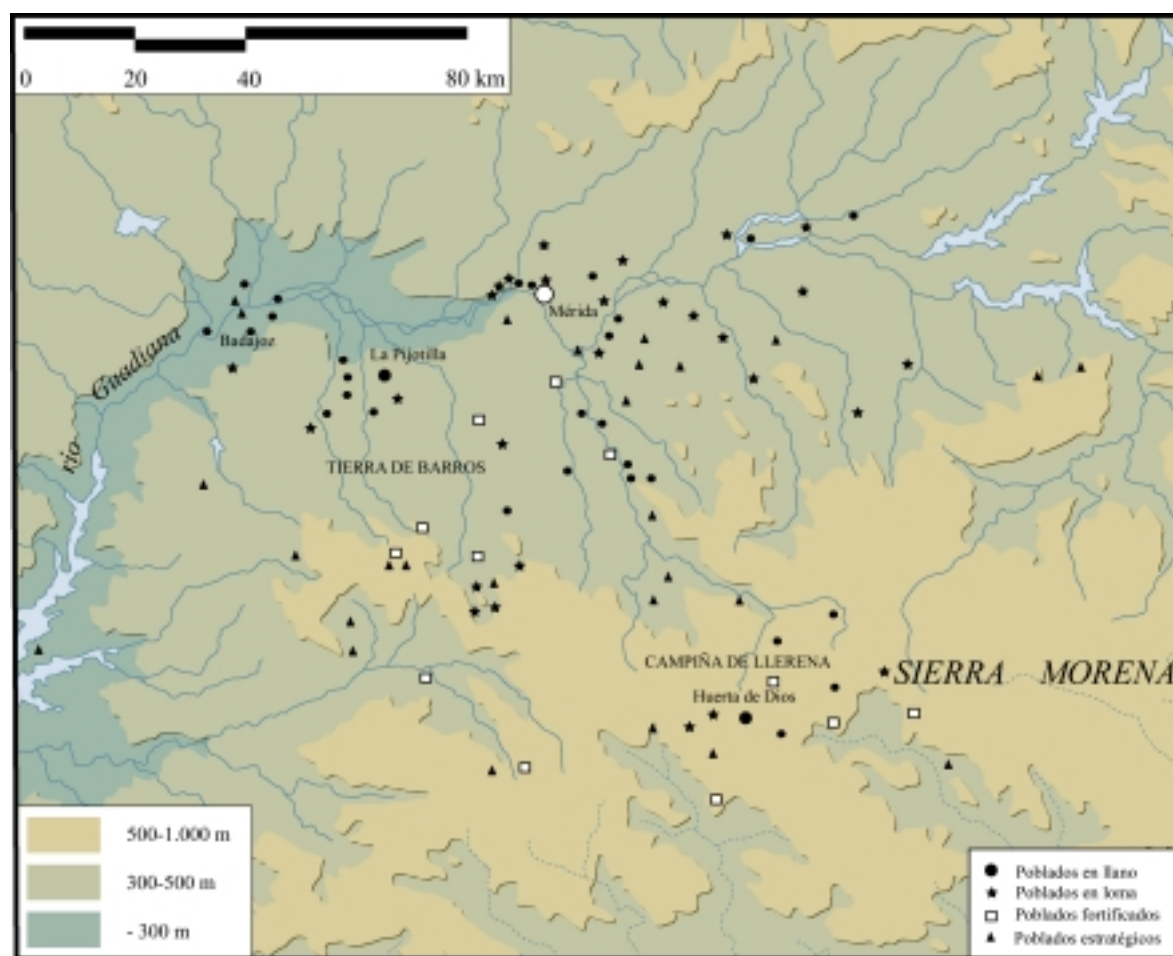 0 20 40 80 km
Mérida
Badajoz
La Pijotilla
río Guadiana
TIERRA DE BARROS
CAMPIÑA DE LLERENA
SIERRA MORENA
Huerta de Dios
500-1.000 m
300-500 m
- 300 m
Poblados en llano
Poblados en loma
Poblados fortificados
Poblados estratégicos